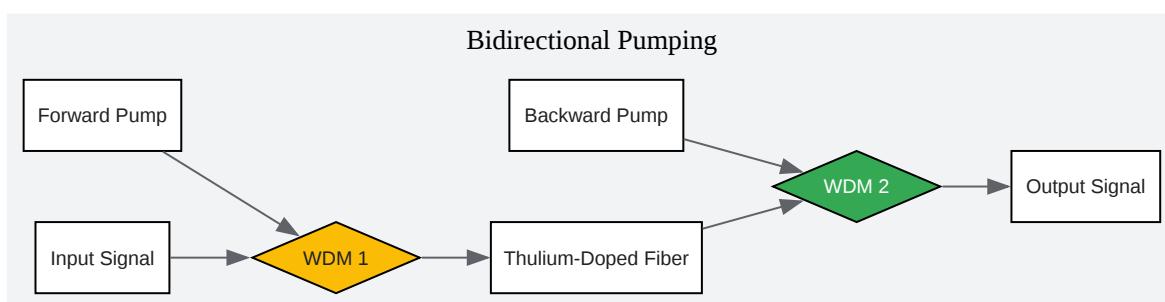 Bidirectional Pumping
Forward Pump
Backward Pump
WDM 2
Output Signal
Input Signal
WDM 1
Thulium-Doped Fiber